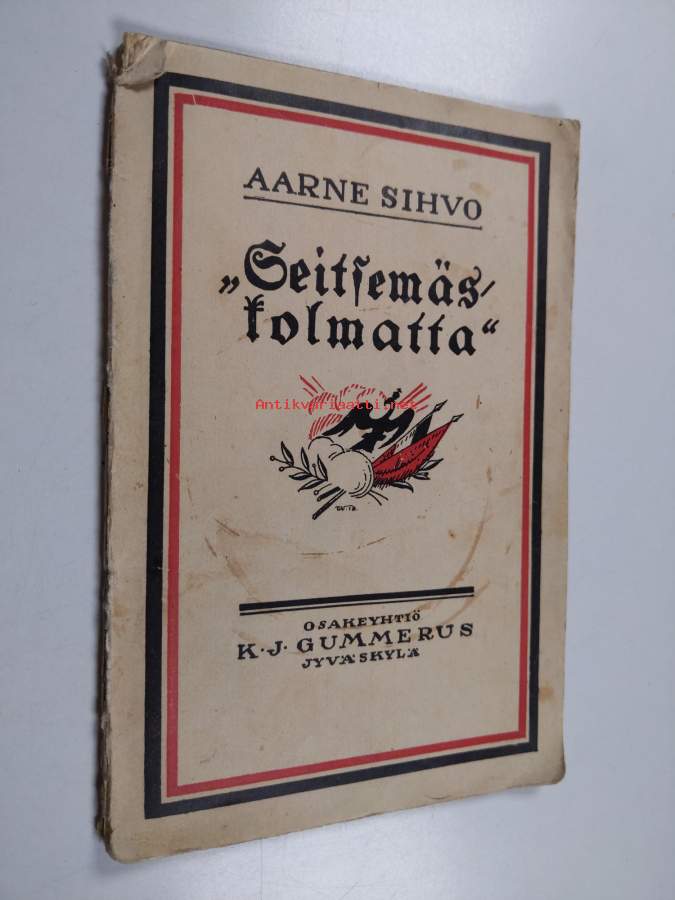 AARNE SIHVO
„Seitſemäs/
kolmatta“
Antikvariaatti.net
OSAKEYHTIÖ
K·J·GUMMERUS
JYVÄSKYLÄ